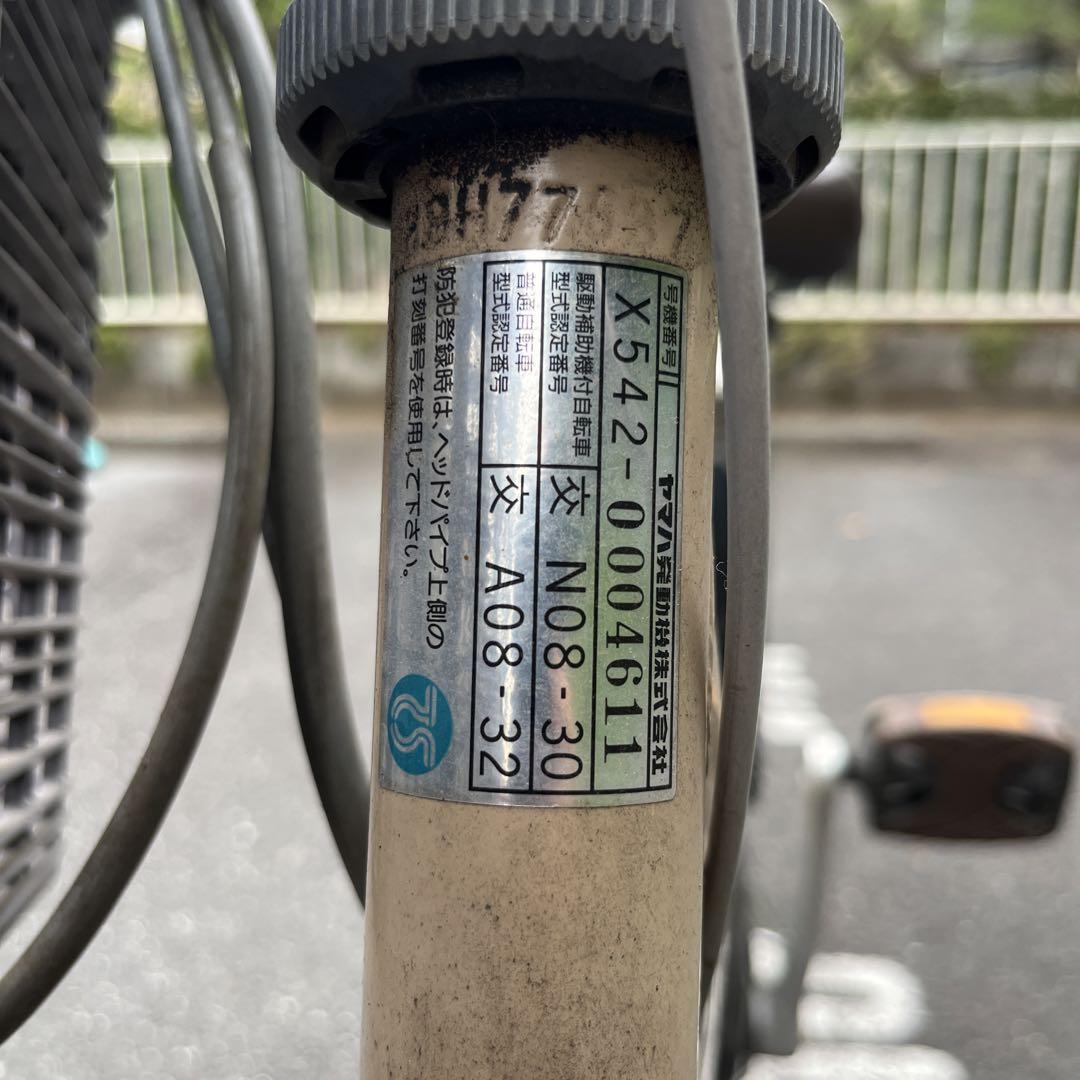 ヤマハ発動機株式会社
号機番号
X542-0004611
駆動補助機付自転車
型式認定番号
交 N08-30
普通自転車
型式認定番号
交 A08-32
防犯登録時は、ヘッドパイプ上側の
打刻番号を使用して下さい。